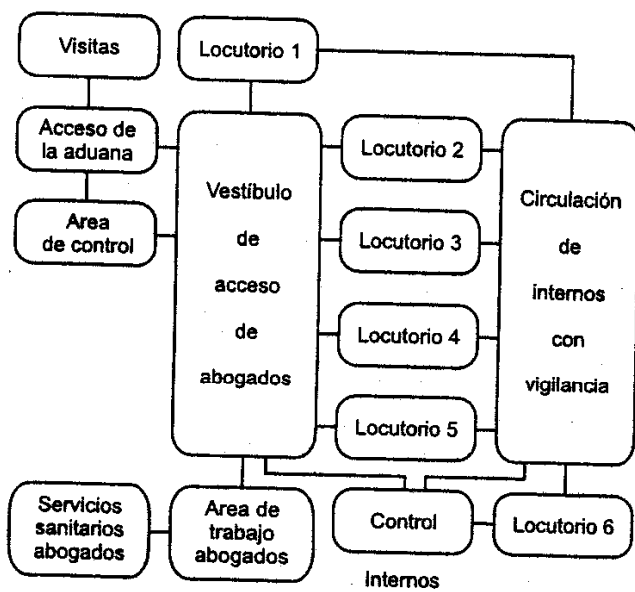 Visitas
Locutorio 1
Acceso de
la aduana
Area
de control
Vestíbulo
de
acceso
de
abogados
Locutorio 2
Locutorio 3
Locutorio 4
Locutorio 5
Circulación
de
internos
con
vigilancia
Servicios
sanitarios
abogados
Area de
trabajo
abogados
Control
Locutorio 6
Internos